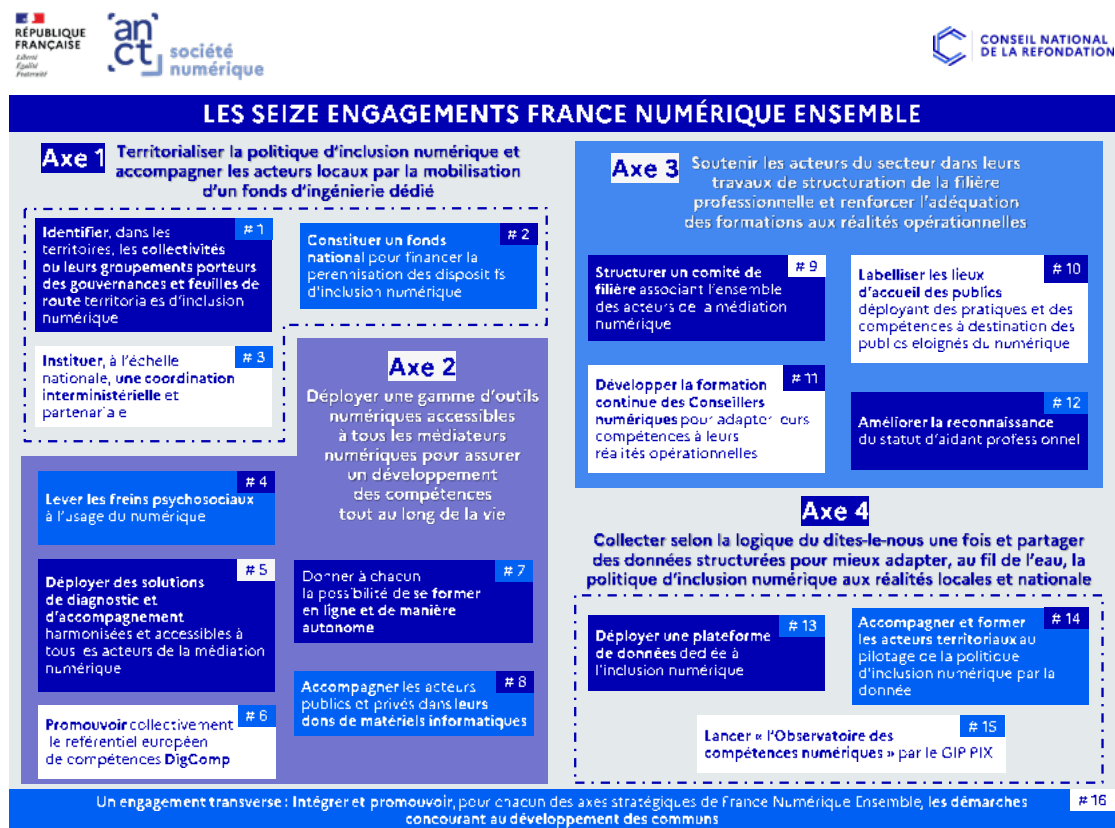 RÉPUBLIQUE
FRANÇAISE
Liberté
Égalité
Fraternité
anct
société
numérique
CONSEIL NATIONAL
DE LA REFONDATION
LES SEIZE ENGAGEMENTS FRANCE NUMÉRIQUE ENSEMBLE
Axe 1
Territorialiser la politique d'inclusion numérique et
accompagner les acteurs locaux par la mobilisation
d'un fonds d'ingénierie dédié
# 1
Identifier, dans les
territoires, les collectivités
ou leurs groupements porteurs
des gouvernances et feuilles de
route territoriales d'inclusion
numérique
# 2
Constituer un fonds
national pour financer la
perennisation des dispositifs
d'inclusion numérique
# 3
Instituer, à l'échelle
nationale, une coordination
interministérielle et
partenariale
Axe 2
Déployer une gamme d'outils
numériques accessibles
à tous les médiateurs
numériques pour assurer
un développement
des compétences
tout au long de la vie
# 4
Lever les freins psychosociaux
à l'usage du numérique
# 5
Déployer des solutions
de diagnostic et
d'accompagnement
harmonisées et accessibles à
tous les acteurs de la médiation
numérique
# 6
Promouvoir collectivement
le référentiel européen
de compétences DigComp
# 7
Donner à chacun
la possibilité de se former
en ligne et de manière
autonome
# 8
Accompagner les acteurs
publics et privés dans leurs
dons de matériels informatiques
Axe 3
Soutenir les acteurs du secteur dans leurs
travaux de structuration de la filière
professionnelle et renforcer l'adéquation
des formations aux réalités opérationnelles
# 9
Structurer un comité de
filière associant l'ensemble
des acteurs de la médiation
numérique
# 10
Labelliser les lieux
d'accueil des publics
déployant des pratiques et des
compétences à destination des
publics eloignés du numérique
# 11
Développer la formation
continue des Conseillers
numériques pour adapter leurs
compétences à leurs
réalités opérationnelles
# 12
Améliorer la reconnaissance
du statut d'aidant professionnel
Axe 4
Collecter selon la logique du dites-le-nous une fois et partager
des données structurées pour mieux adapter, au fil de l'eau, la
politique d'inclusion numérique aux réalités locales et nationale
# 13
Déployer une plateforme
de données dédiée à
l'inclusion numérique
# 14
Accompagner et former
les acteurs territoriaux au
pilotage de la politique
d'inclusion numérique par la
donnée
# 15
Lancer « l'Observatoire des
compétences numériques » par le GIP PIX
Un engagement transverse : Intégrer et promouvoir, pour chacun des axes stratégiques de France Numérique Ensemble, les démarches
concourant au développement des communs
# 16